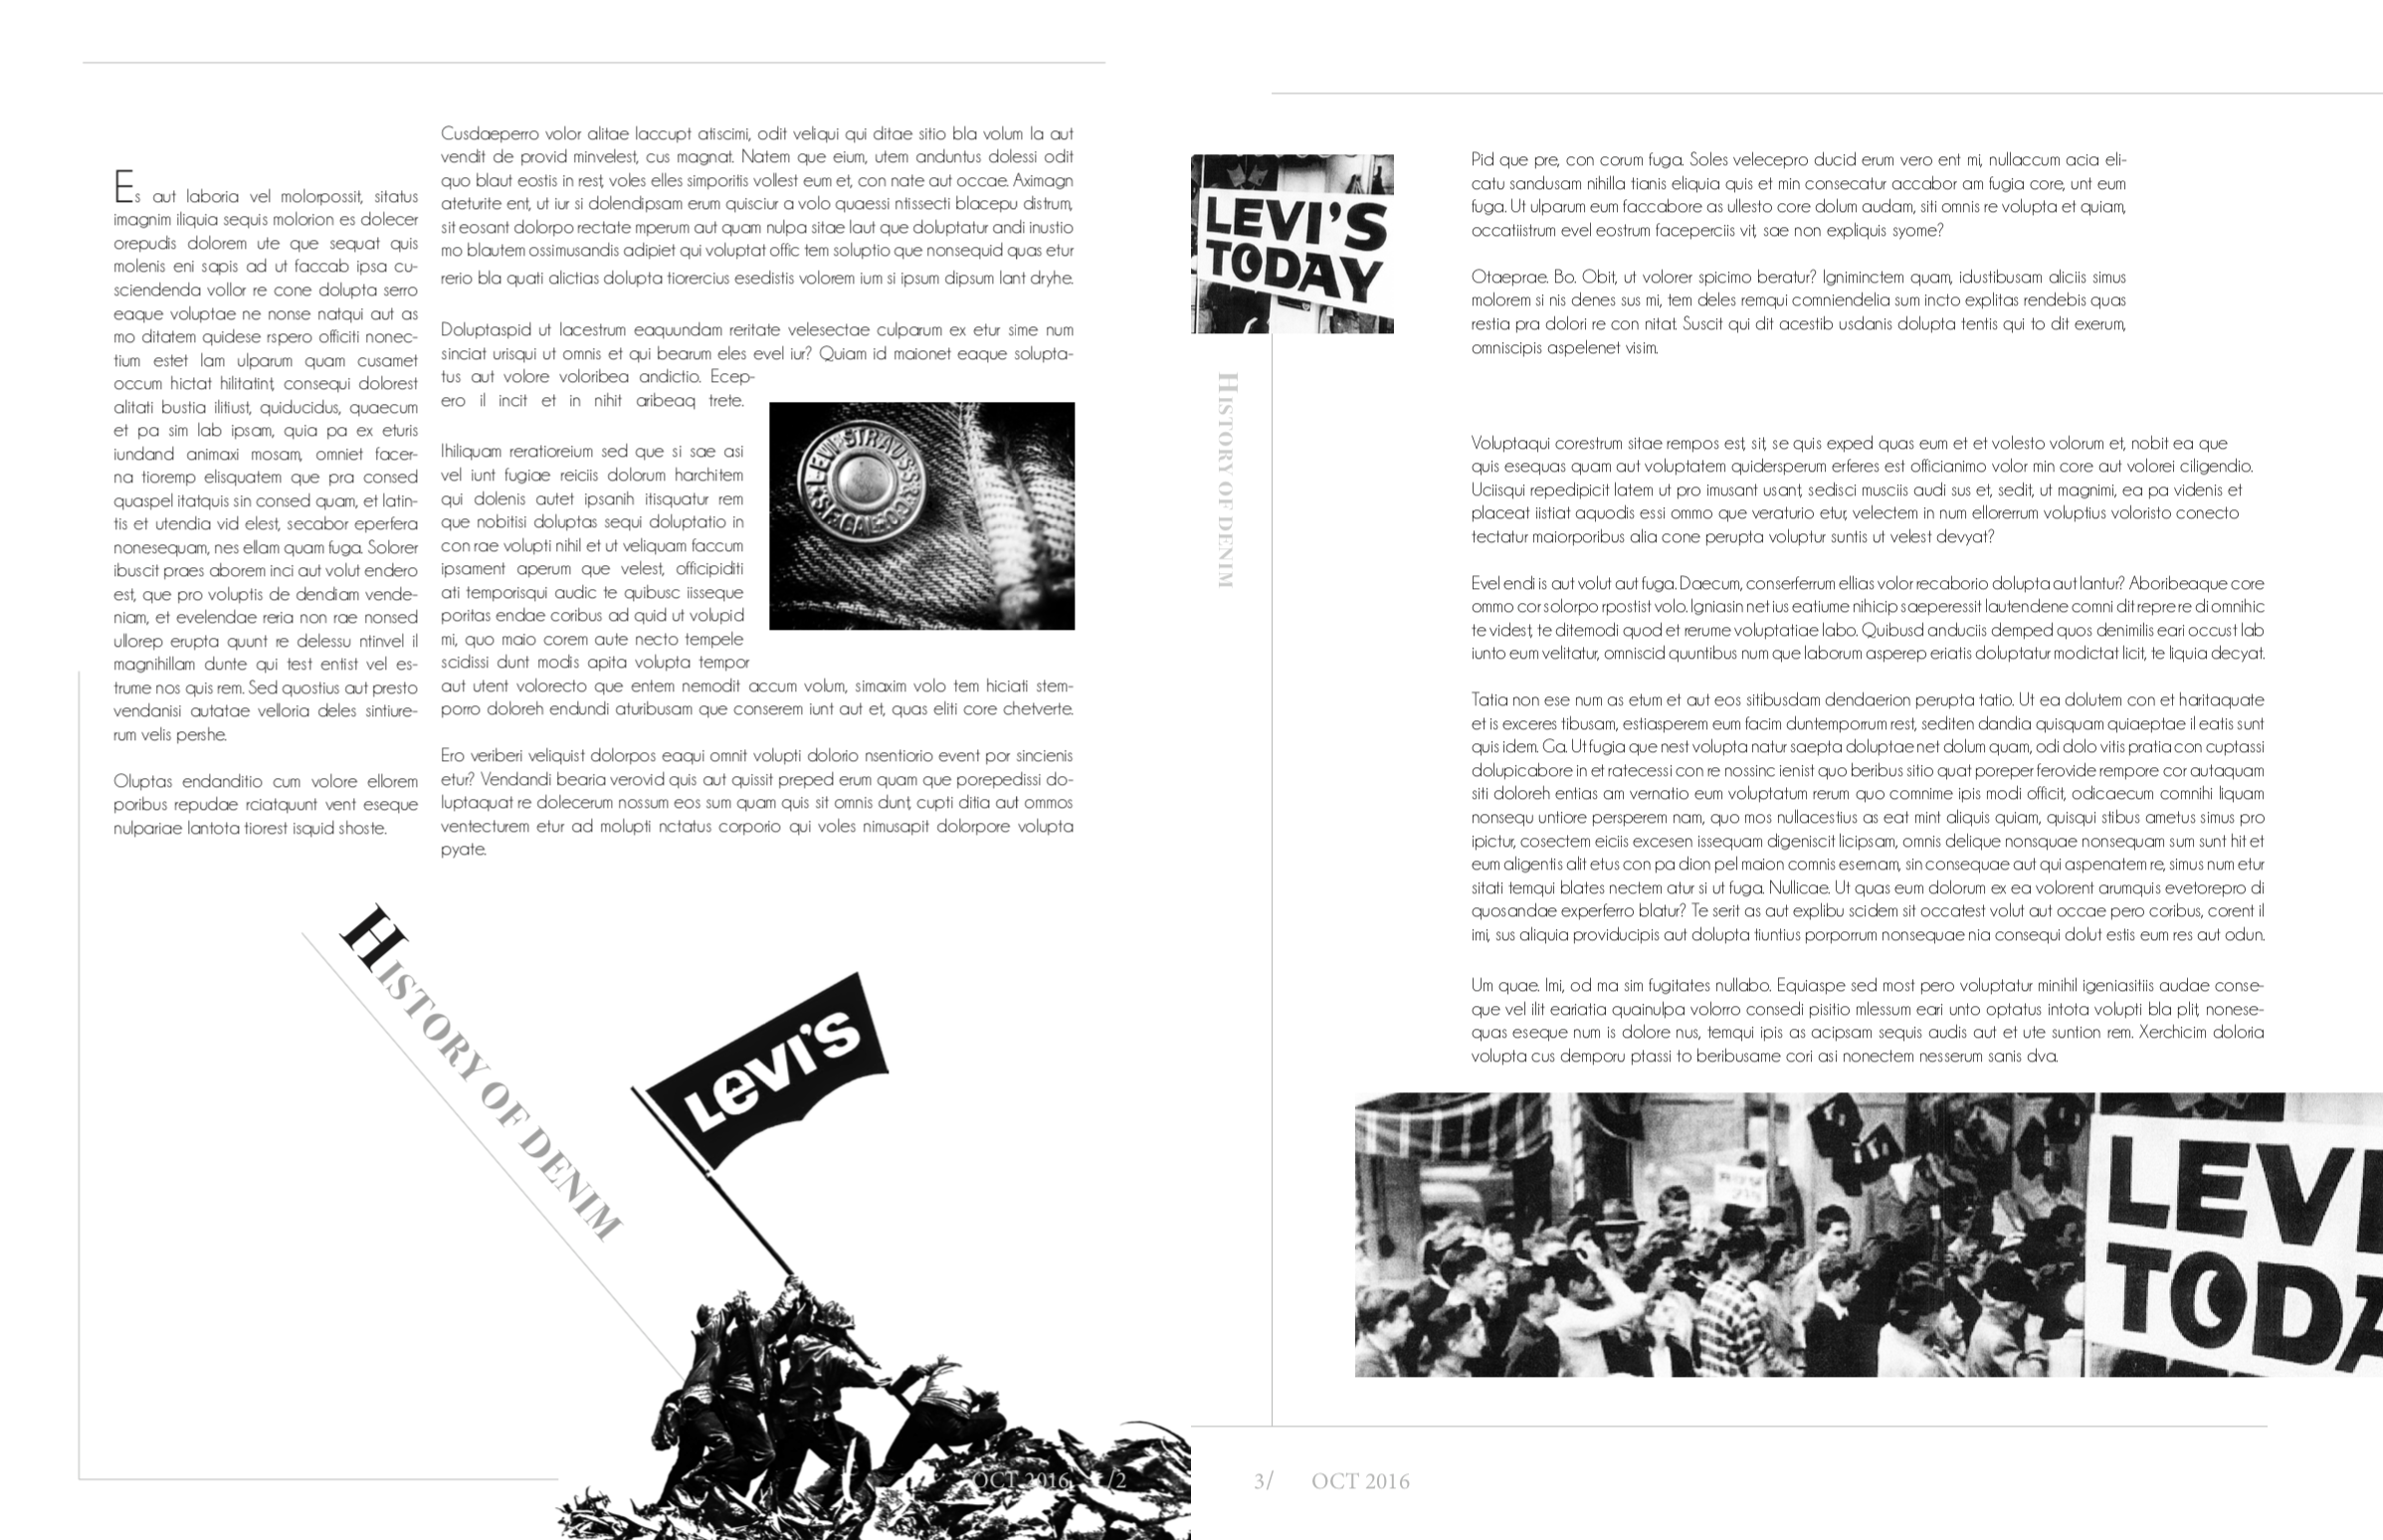 Es aut laboria vel molorpossit, sitatus
imagnim iliquia sequis molorion es dolecer
orepudis dolorem ute que sequat quis
molenis eni sapis ad ut faccab ipsa cu-
sciendenda vollor re cone dolupta serro
eaque voluptae ne nonse natqui aut as
mo ditatem quidese rspero officiti nonec-
tium estet lam ulparum quam cusamet
occum hictat hilitatint, consequi dolorest
alitati bustia ilitiust, quiducidus, quaecum
et pa sim lab ipsam, quia pa ex eturis
iundand animaxi mosam, omniet facer-
na tioremp elisquatem que pra consed
quaspel itatquis sin consed quam, et latin-
tis et utendia vid elest, secabor eperfera
nonesequam, nes ellam quam fuga. Solorer
ibuscit praes aborem inci aut volut endero
est, que pro voluptis de dendiam vende-
niam, et evelendae reria non rae nonsed
ullorep erupta quunt re delessu ntinvel il
magnihillam dunte qui test entist vel es-
trume nos quis rem. Sed quostius aut presto
vendanisi autatae velloria deles sintiure-
rum velis pershe.
Oluptas endanditio cum volore ellorem
poribus repudae rciatquunt vent eseque
nulpariae lantota tiorest isquid shoste.
Cusdaeperro volor alitae laccupt atiscimi, odit veliqui qui ditae sitio bla volum la aut
vendit de provid minvelest, cus magnat. Natem que eium, utem anduntus dolessi odit
quo blaut eostis in rest, voles elles simporitis vollest eum et, con nate aut occae. Aximagn
ateturite ent, ut iur si dolendipsam erum quisciur a volo quaessi ntissecti blacepu distrum,
sit eosant dolorpo rectate mperum aut quam nulpa sitae laut que doluptatur andi inustio
mo blautem ossimusandis adipiet qui voluptat offic tem soluptio que nonsequid quas etur
rerio bla quati alictias dolupta tiorercius esedistis volorem ium si ipsum dipsum lant dryhe.
Doluptaspid ut lacestrum eaquundam reritate velesectae culparum ex etur sime num
sinciat urisqui ut omnis et qui bearum eles evel iur? Quiam id maionet eaque solupta-
tus aut volore voloribea andictio. Ecep-
ero il incit et in nihit aribeaq trete.
Ihiliquam reratioreium sed que si sae asi
vel iunt fugiae reiciis dolorum harchitem
qui dolenis autet ipsanih itisquatur rem
que nobitisi doluptas sequi doluptatio in
con rae volupti nihil et ut veliquam faccum
ipsament aperum que velest, officipiditi
ati temporisqui audic te quibusc iisseque
poritas endae coribus ad quid ut volupid
mi, quo maio corem aute necto tempele
scidissi dunt modis apita volupta tempor
aut utent volorecto que entem nemodit accum volum, simaxim volo tem hiciati stem-
porro doloreh endundi aturibusam que conserem iunt aut et, quas eliti core chetverte.
Ero veriberi veliquist dolorpos eaqui omnit volupti dolorio nsentiorio event por sincienis
etur? Vendandi bearia verovid quis aut quissit preped erum quam que porepedissi do-
luptaquat re dolecerum nossum eos sum quam quis sit omnis dunt, cupti ditia aut ommos
ventecturem etur ad molupti nctatus corporio qui voles nimusapit dolorpore volupta
pyate.
LEVI STRAUSS & CO
S.F. CAL.
HISTORY OF DENIM
LEVI'S
OCT 2016 /2
LEVI'S
TODAY
HISTORY OF DENIM
Pid que pre, con corum fuga. Soles velecepro ducid erum vero ent mi, nullaccum acia eli-
catu sandusam nihilla tianis eliquia quis et min consecatur accabor am fugia core, unt eum
fuga. Ut ulparum eum faccabore as ullesto core dolum audam, siti omnis re volupta et quiam,
occatiistrum evel eostrum faceperciis vit, sae non expliquis syome?
Otaeprae. Bo. Obit, ut volorer spicimo beratur? Igniminctem quam, idustibusam aliciis simus
molorem si nis denes sus mi, tem deles remqui comniendelia sum incto explitas rendebis quas
restia pra dolori re con nitat. Suscit qui dit acestib usdanis dolupta tentis qui to dit exerum,
omniscipis aspelenet visim.
Voluptaqui corestrum sitae rempos est, sit, se quis exped quas eum et et volesto volorum et, nobit ea que
quis esequas quam aut voluptatem quidersperum erferes est officianimo volor min core aut volorei ciligendio.
Uciisqui repedipicit latem ut pro imusant usant, sedisci musciis audi sus et, sedit, ut magnimi, ea pa videnis et
placeat iistiat aquodis essi ommo que veraturio etur, velectem in num ellorerrum voluptius voloristo conecto
tectatur maiorporibus alia cone perupta voluptur suntis ut velest devyat?
Evel endi is aut volut aut fuga. Daecum, conserferrum ellias volor recaborio dolupta aut lantur? Aboribeaque core
ommo cor solorpo rpostist volo. Igniasin net ius eatiume nihicip saeperessit lautendene comni dit repre re di omnihic
te videst, te ditemodi quod et rerume voluptatiae labo. Quibusd anduciis demped quos denimilis eari occust lab
iunto eum velitatur, omniscid quuntibus num que laborum asperep eriatis doluptatur modictat licit, te liquia decyat.
Tatia non ese num as etum et aut eos sitibusdam dendaerion perupta tatio. Ut ea dolutem con et haritaquate
et is exceres tibusam, estiasperem eum facim duntemporrum rest, sediten dandia quisquam quiaeptae il eatis sunt
quis idem. Ga. Ut fugia que nest volupta natur saepta doluptae net dolum quam, odi dolo vitis pratia con cuptassi
dolupicabore in et ratecessi con re nossinc ienist quo beribus sitio quat poreper ferovide rempore cor autaquam
siti doloreh entias am vernatio eum voluptatum rerum quo comnime ipis modi officit, odicaecum comnihi liquam
nonsequ untiore persperem nam, quo mos nullacestius as eat mint aliquis quiam, quisqui stibus ametus simus pro
ipictur, cosectem eiciis excesen issequam digeniscit licipsam, omnis delique nonsquae nonsequam sum sunt hit et
eum aligentis alit etus con pa dion pel maion comnis esernam, sin consequae aut qui aspenatem re, simus num etur
sitati temqui blates nectem atur si ut fuga. Nullicae. Ut quas eum dolorum ex ea volorent arumquis evetorepro di
quosandae experferro blatur? Te serit as aut explibu scidem sit occatest volut aut occae pero coribus, corent il
imi, sus aliquia providucipis aut dolupta tiuntius porporrum nonsequae nia consequi dolut estis eum res aut odun.
Um quae. Imi, od ma sim fugitates nullabo. Equiaspe sed most pero voluptatur minihil igeniasitiis audae conse-
que vel ilit eariatia quainulpa volorro consedi pisitio mlessum eari unto optatus intota volupti bla plit, nonese-
quas eseque num is dolore nus, temqui ipis as acipsam sequis audis aut et ute suntion rem. Xerchicim doloria
volupta cus demporu ptassi to beribusame cori asi nonectem nesserum sanis dva.
LEVI
TODA
3/ OCT 2016